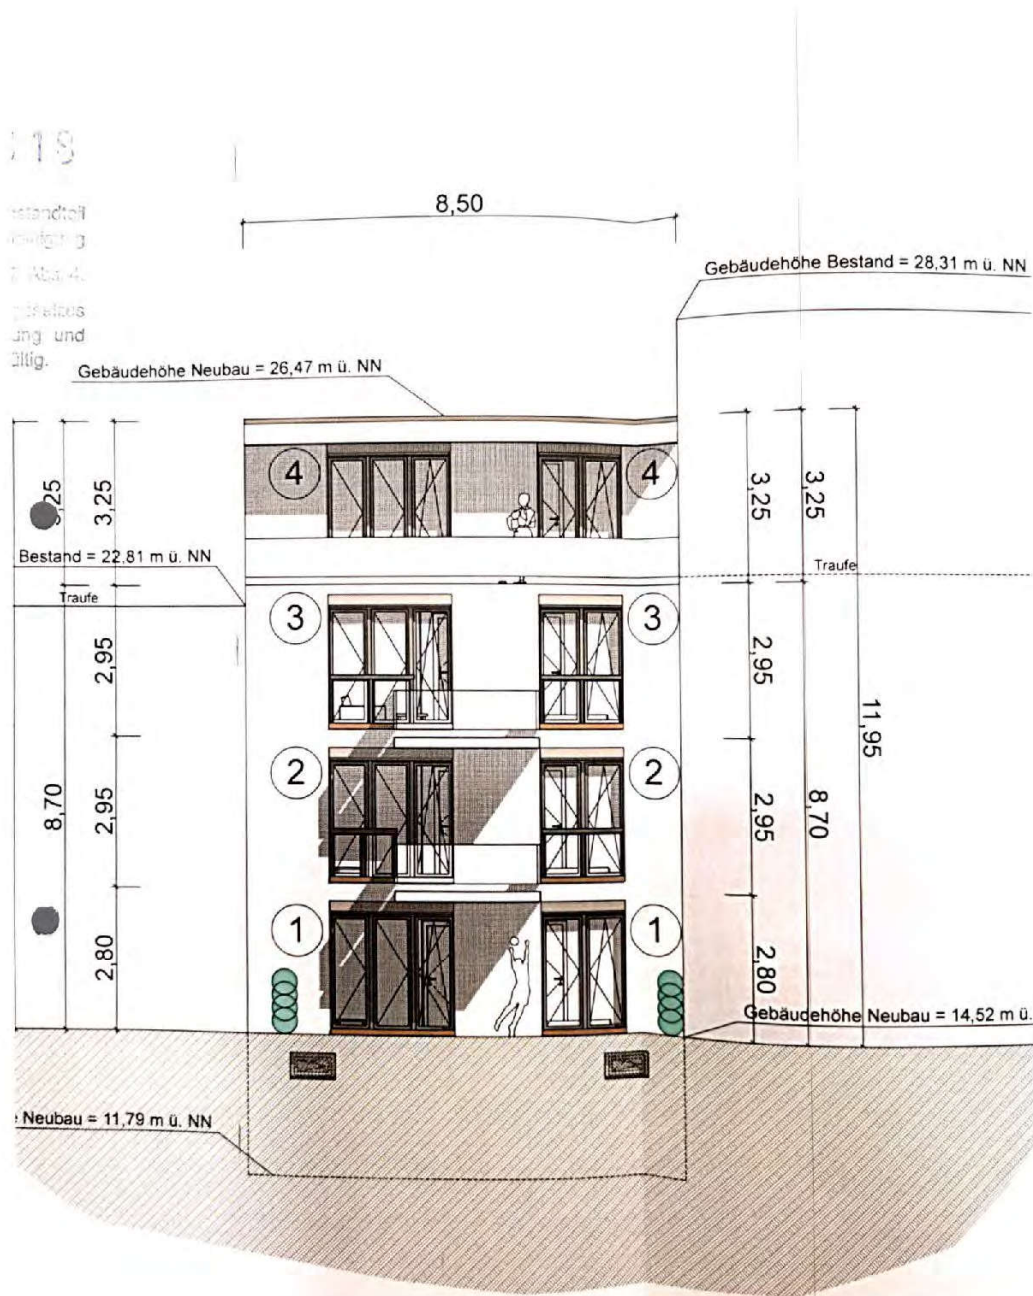 18
8,50
Gebäudehöhe Bestand = 28,31 m ü. NN
ung und
Gebäudehöhe Neubau = 26,47 m ü. NN
4
4
3,25
3,25
3,25
3,25
Bestand = 22,81 m ü. NN
Traufe
Traufe
3
3
2,95
2,95
11,95
2
2
8,70
2,95
2,95
8,70
1
1
2,80
2,80
Gebäudehöhe Neubau = 14,52 m ü.
Neubau = 11,79 m ü. NN